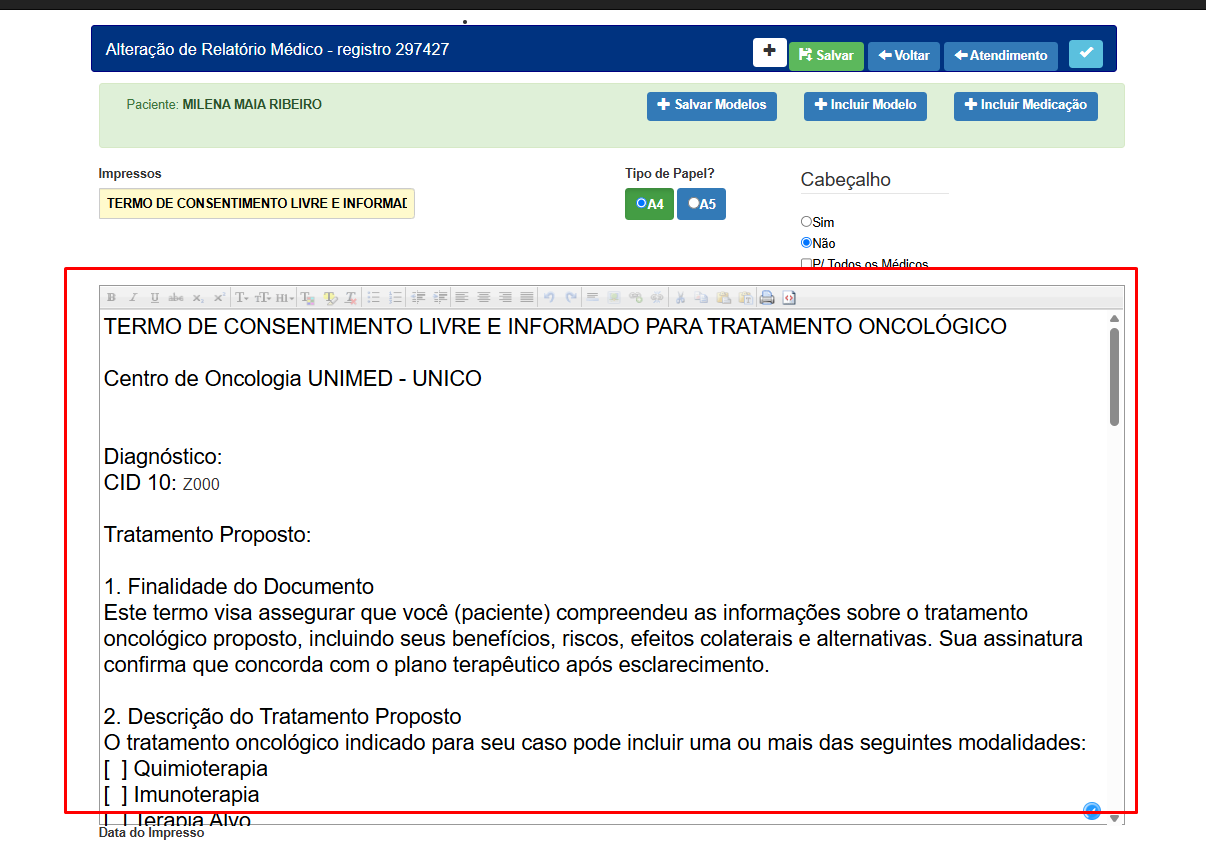 Alteração de Relatório Médico - registro 297427
Salvar
Voltar
Atendimento
Paciente: MILENA MAIA RIBEIRO
Salvar Modelos
Incluir Modelo
Incluir Medicação
Impressos
Tipo de Papel?
Cabeçalho
TERMO DE CONSENTIMENTO LIVRE E INFORMAD
A4
A5
Sim
Não
P/ Todos os Médicos
TERMO DE CONSENTIMENTO LIVRE E INFORMADO PARA TRATAMENTO ONCOLÓGICO
Centro de Oncologia UNIMED - UNICO
Diagnóstico:
CID 10: Z000
Tratamento Proposto:
1. Finalidade do Documento
Este termo visa assegurar que você (paciente) compreendeu as informações sobre o tratamento
oncológico proposto, incluindo seus benefícios, riscos, efeitos colaterais e alternativas. Sua assinatura
confirma que concorda com o plano terapêutico após esclarecimento.
2. Descrição do Tratamento Proposto
O tratamento oncológico indicado para seu caso pode incluir uma ou mais das seguintes modalidades:
[ ] Quimioterapia
[ ] Imunoterapia
[ ] Terapia Alvo
Data do Impresso